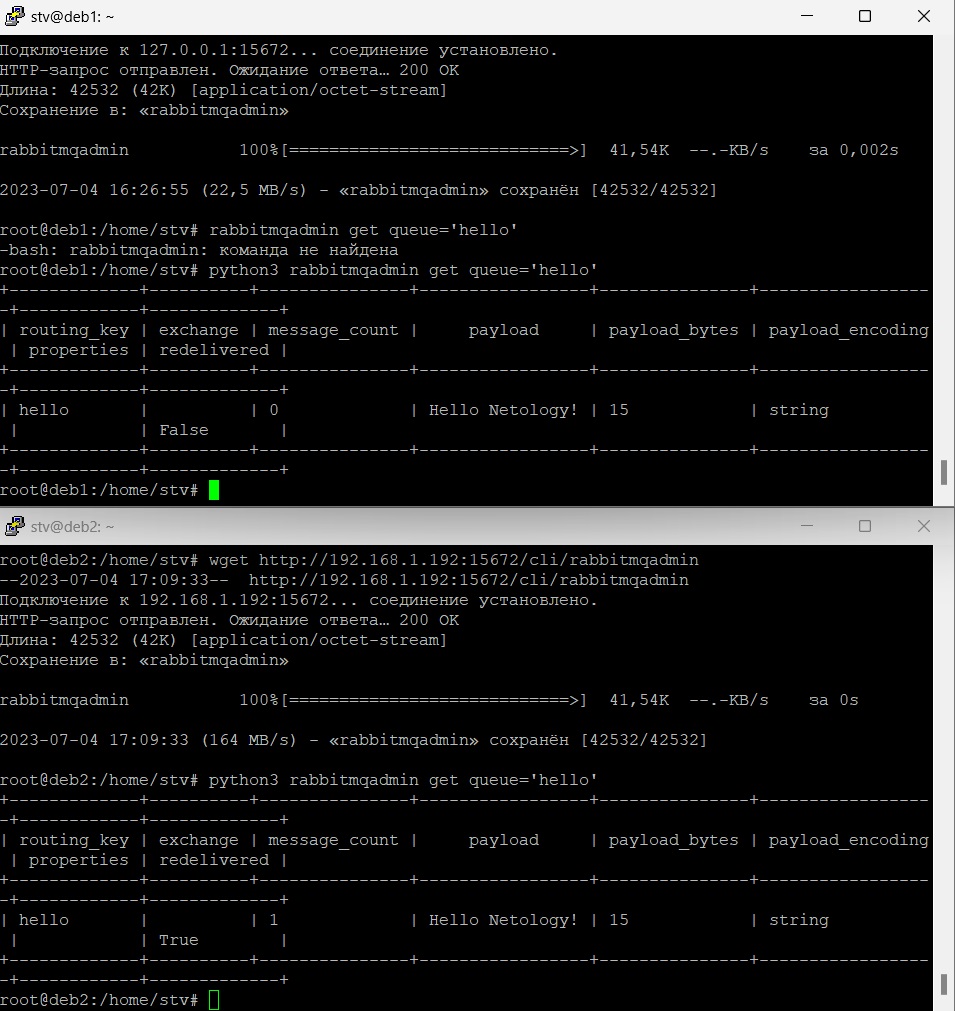 stv@deb1: ~
Подключение к 127.0.0.1:15672... соединение установлено.
HTTP-запрос отправлен. Ожидание ответа… 200 OK
Длина: 42532 (42K) [application/octet-stream]
Сохранение в: «rabbitmqadmin»
rabbitmqadmin           100%[============================>]  41,54K  --.-KB/s    за 0,002s
2023-07-04 16:26:55 (22,5 MB/s) - «rabbitmqadmin» сохранён [42532/42532]
root@deb1:/home/stv# rabbitmqadmin get queue='hello'
-bash: rabbitmqadmin: команда не найдена
root@deb1:/home/stv# python3 rabbitmqadmin get queue='hello'
+-------------+----------+---------------+-----------------+---------------+-----------------
-+------------+-------------+
| routing_key | exchange | message_count |     payload     | payload_bytes | payload_encoding
 | properties | redelivered |
+-------------+----------+---------------+-----------------+---------------+-----------------
-+------------+-------------+
| hello       |          | 0             | Hello Netology! | 15            | string
 |            | False       |
+-------------+----------+---------------+-----------------+---------------+-----------------
-+------------+-------------+
root@deb1:/home/stv#
stv@deb2: ~
root@deb2:/home/stv# wget http://192.168.1.192:15672/cli/rabbitmqadmin
--2023-07-04 17:09:33--  http://192.168.1.192:15672/cli/rabbitmqadmin
Подключение к 192.168.1.192:15672... соединение установлено.
HTTP-запрос отправлен. Ожидание ответа… 200 OK
Длина: 42532 (42K) [application/octet-stream]
Сохранение в: «rabbitmqadmin»
rabbitmqadmin           100%[============================>]  41,54K  --.-KB/s    за 0s
2023-07-04 17:09:33 (164 MB/s) - «rabbitmqadmin» сохранён [42532/42532]
root@deb2:/home/stv# python3 rabbitmqadmin get queue='hello'
+-------------+----------+---------------+-----------------+---------------+-----------------
-+------------+-------------+
| routing_key | exchange | message_count |     payload     | payload_bytes | payload_encoding
 | properties | redelivered |
+-------------+----------+---------------+-----------------+---------------+-----------------
-+------------+-------------+
| hello       |          | 1             | Hello Netology! | 15            | string
 |            | True        |
+-------------+----------+---------------+-----------------+---------------+-----------------
-+------------+-------------+
root@deb2:/home/stv#